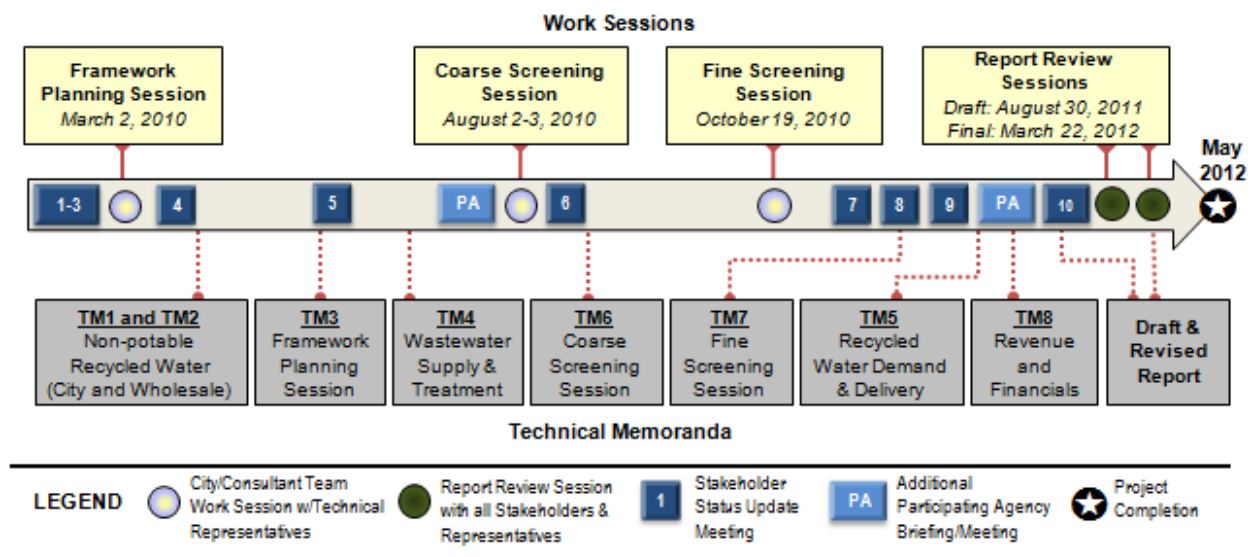 Work Sessions
Framework
Planning Session
March 2, 2010
Coarse Screening
Session
August 2-3, 2010
Fine Screening
Session
October 19, 2010
Report Review
Sessions
Draft: August 30, 2011
Final: March 22, 2012
May
2012
1-3
4
5
PA
6
7
8
9
PA
10
TM1 and TM2
Non-potable
Recycled Water
(City and Wholesale)
TM3
Framework
Planning
Session
TM4
Wastewater
Supply &
Treatment
TM6
Coarse
Screening
Session
TM7
Fine
Screening
Session
TM5
Recycled
Water Demand
& Delivery
TM8
Revenue
and
Financials
Draft &
Revised
Report
Technical Memoranda
LEGEND
City/Consultant Team
Work Session w/Technical
Representatives
Report Review Session
with all Stakeholders &
Representatives
1
Stakeholder
Status Update
Meeting
PA
Additional
Participating Agency
Briefing/Meeting
Project
Completion